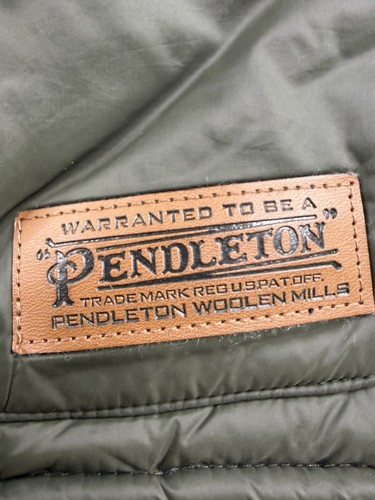 WARRANTED TO BE A
"PENDLETON"
TRADE MARK REG U.S. PAT. OFF.
PENDLETON WOOLEN MILLS